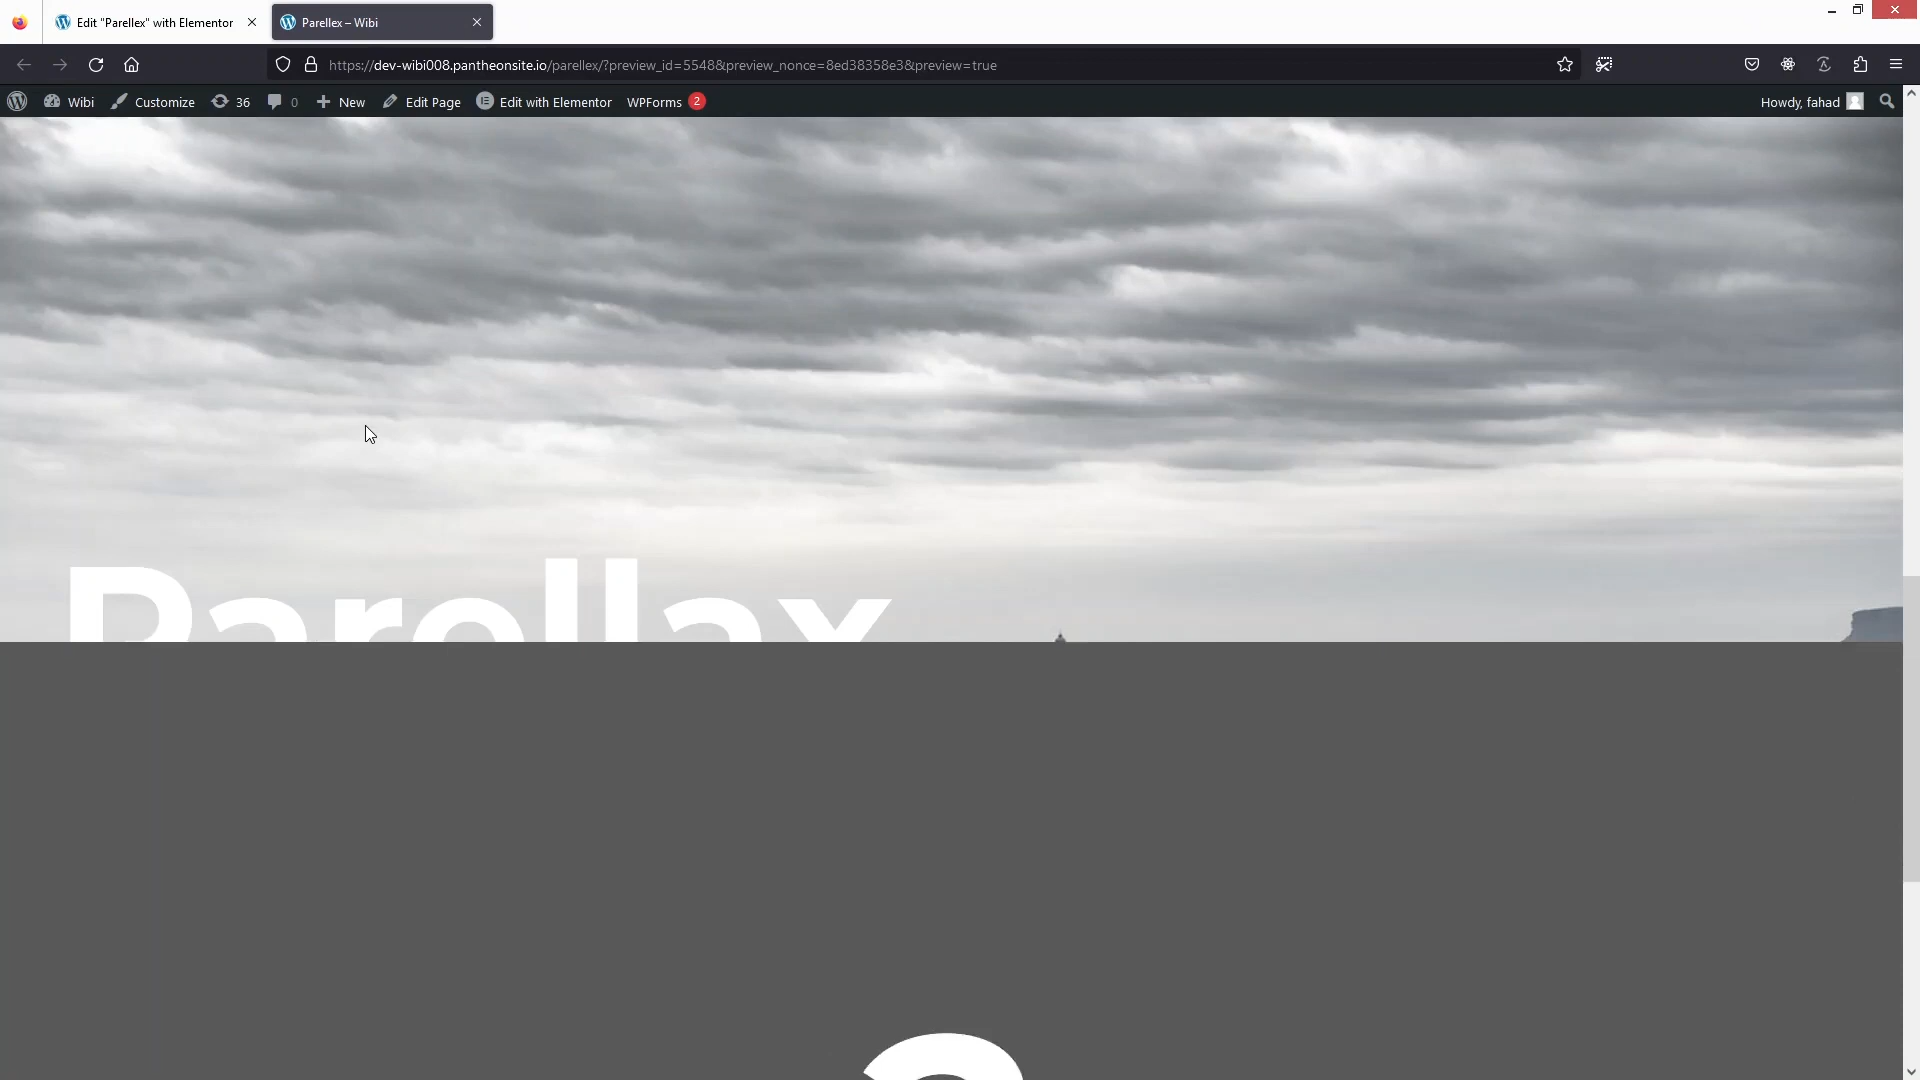 Edit "Parellex" with Elementor
Parellex – Wibi
https://dev-wibi008.pantheonsite.io/parellex/?preview_id=5548&preview_nonce=8ed38358e3&preview=true
Wibi Customize 36 0 New Edit Page Edit with Elementor WPForms 2 Howdy, fahad
Parellax